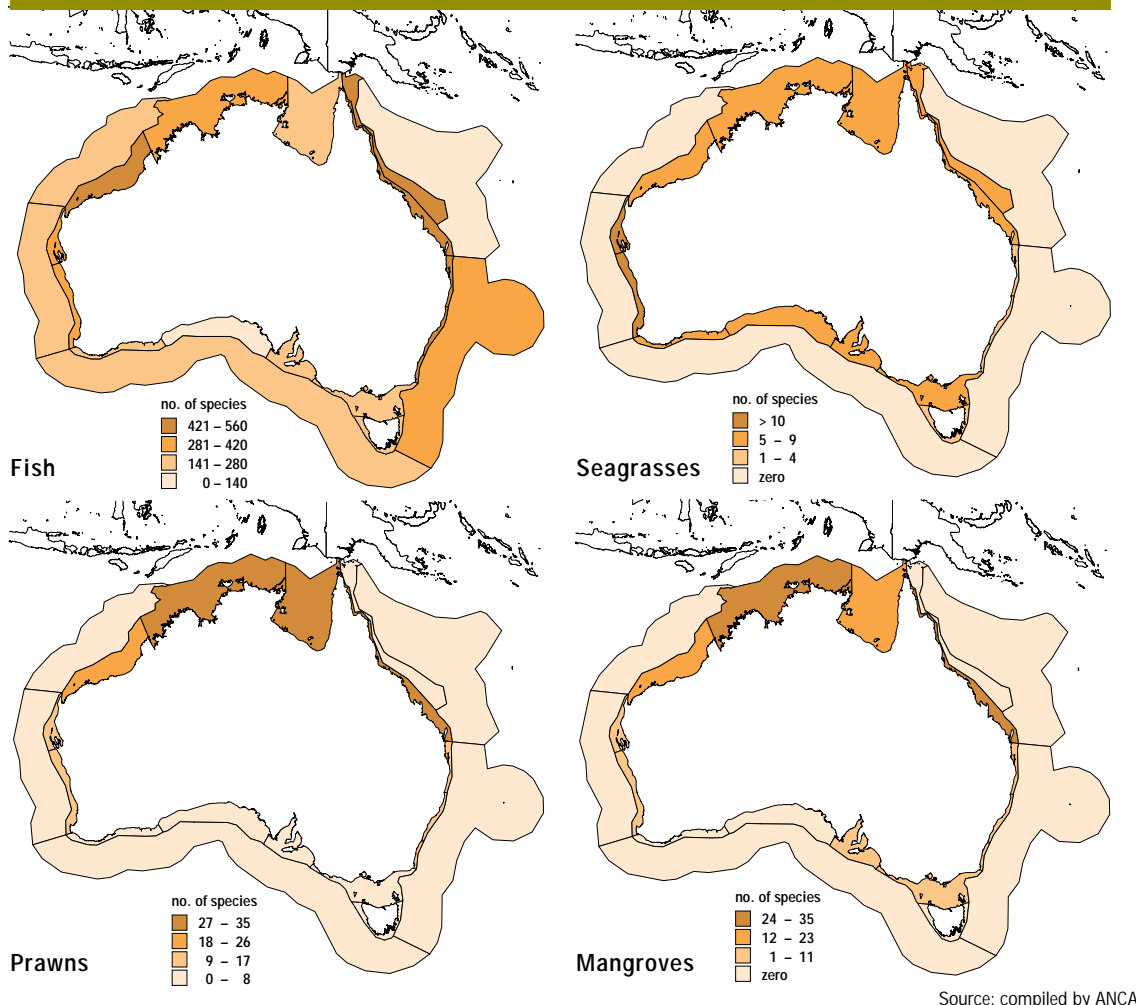 no. of species
421 – 560
281 – 420
141 – 280
0 – 140
Fish
no. of species
> 10
5 – 9
1 – 4
zero
Seagrasses
no. of species
27 – 35
18 – 26
9 – 17
0 – 8
Prawns
no. of species
24 – 35
12 – 23
1 – 11
zero
Mangroves
Source: compiled by ANCA